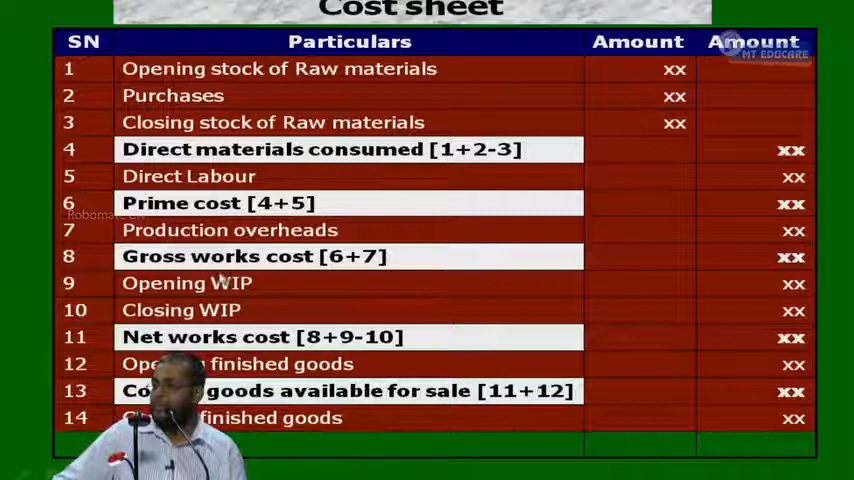 Cost sheet
SN Particulars Amount Amount
MT EDUCARE
1 Opening stock of Raw materials xx
2 Purchases xx
3 Closing stock of Raw materials xx
4 Direct materials consumed [1+2-3] xx
5 Direct Labour xx
6 Prime cost [4+5] xx
Robomate
7 Production overheads xx
8 Gross works cost [6+7] xx
9 Opening WIP xx
10 Closing WIP xx
11 Net works cost [8+9-10] xx
12 finished goods xx
13 goods available for sale [11+12] xx
14 finished goods xx